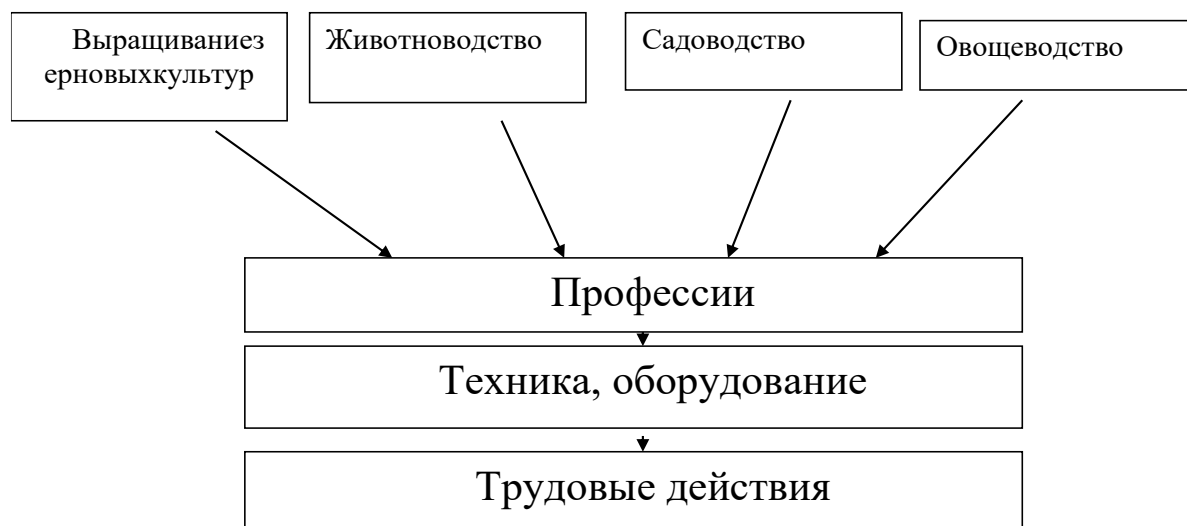 Выращиваниез
ерновыхкультур
Животноводство
Садоводство
Овощеводство
Профессии
Техника, оборудование
Трудовые действия